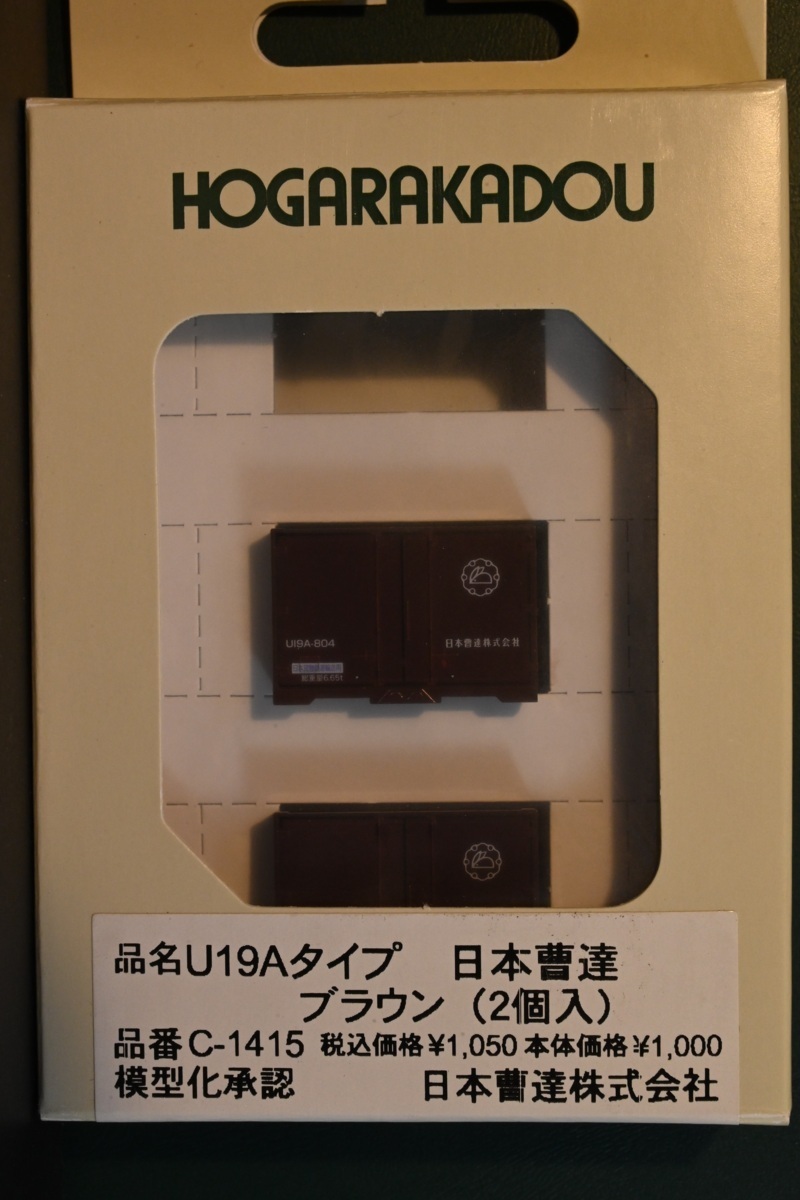 HOGARAKADOU
U19A-804
日本曹達株式会社
品名U19Aタイプ 日本曹達
ブラウン（2個入）
品番C-1415 税込価格¥1,050 本体価格¥1,000
模型化承認 日本曹達株式会社